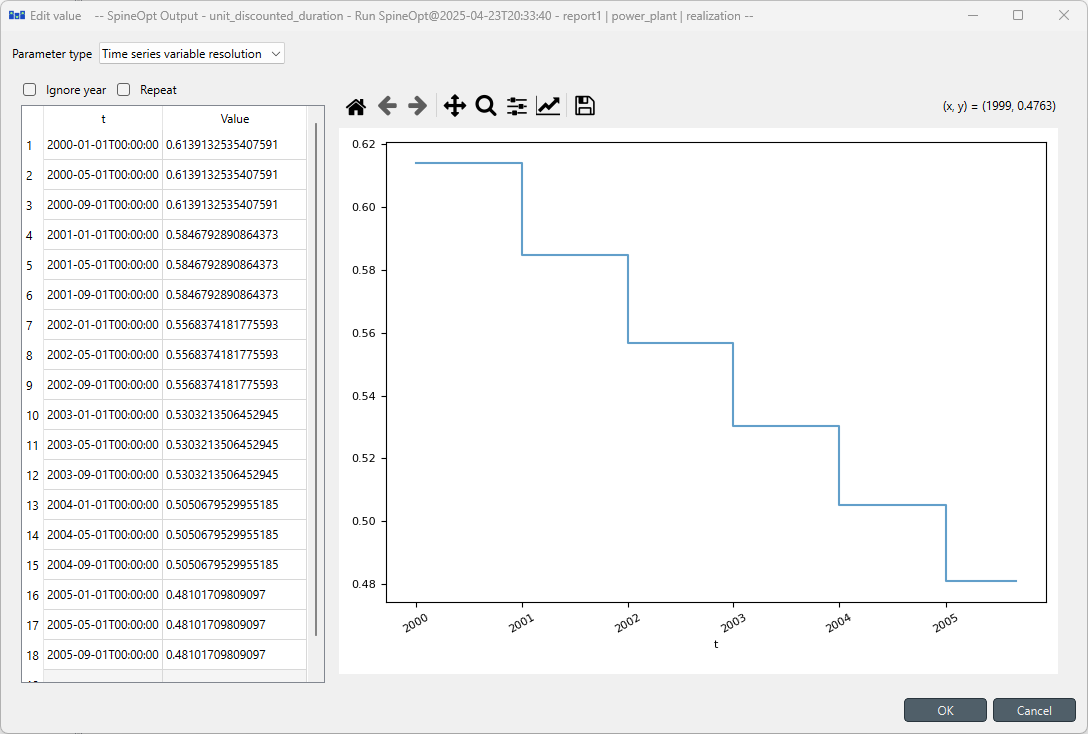 Edit value -- SpineOpt Output - unit_discounted_duration - Run SpineOpt@2025-04-23T20:33:40 - report1 | power_plant | realization --
Parameter type Time series variable resolution
Ignore year Repeat
(x, y) = (1999, 0.4763)
t Value
1 2000-01-01T00:00:00 0.6139132535407591
2 2000-05-01T00:00:00 0.6139132535407591
3 2000-09-01T00:00:00 0.6139132535407591
4 2001-01-01T00:00:00 0.5846792890864373
5 2001-05-01T00:00:00 0.5846792890864373
6 2001-09-01T00:00:00 0.5846792890864373
7 2002-01-01T00:00:00 0.5568374181775593
8 2002-05-01T00:00:00 0.5568374181775593
9 2002-09-01T00:00:00 0.5568374181775593
10 2003-01-01T00:00:00 0.5303213506452945
11 2003-05-01T00:00:00 0.5303213506452945
12 2003-09-01T00:00:00 0.5303213506452945
13 2004-01-01T00:00:00 0.5050679529955185
14 2004-05-01T00:00:00 0.5050679529955185
15 2004-09-01T00:00:00 0.5050679529955185
16 2005-01-01T00:00:00 0.48101709809097
17 2005-05-01T00:00:00 0.48101709809097
18 2005-09-01T00:00:00 0.48101709809097
0.62
0.60
0.58
0.56
0.54
0.52
0.50
0.48
2000 2001 2002 2003 2004 2005
t
OK Cancel